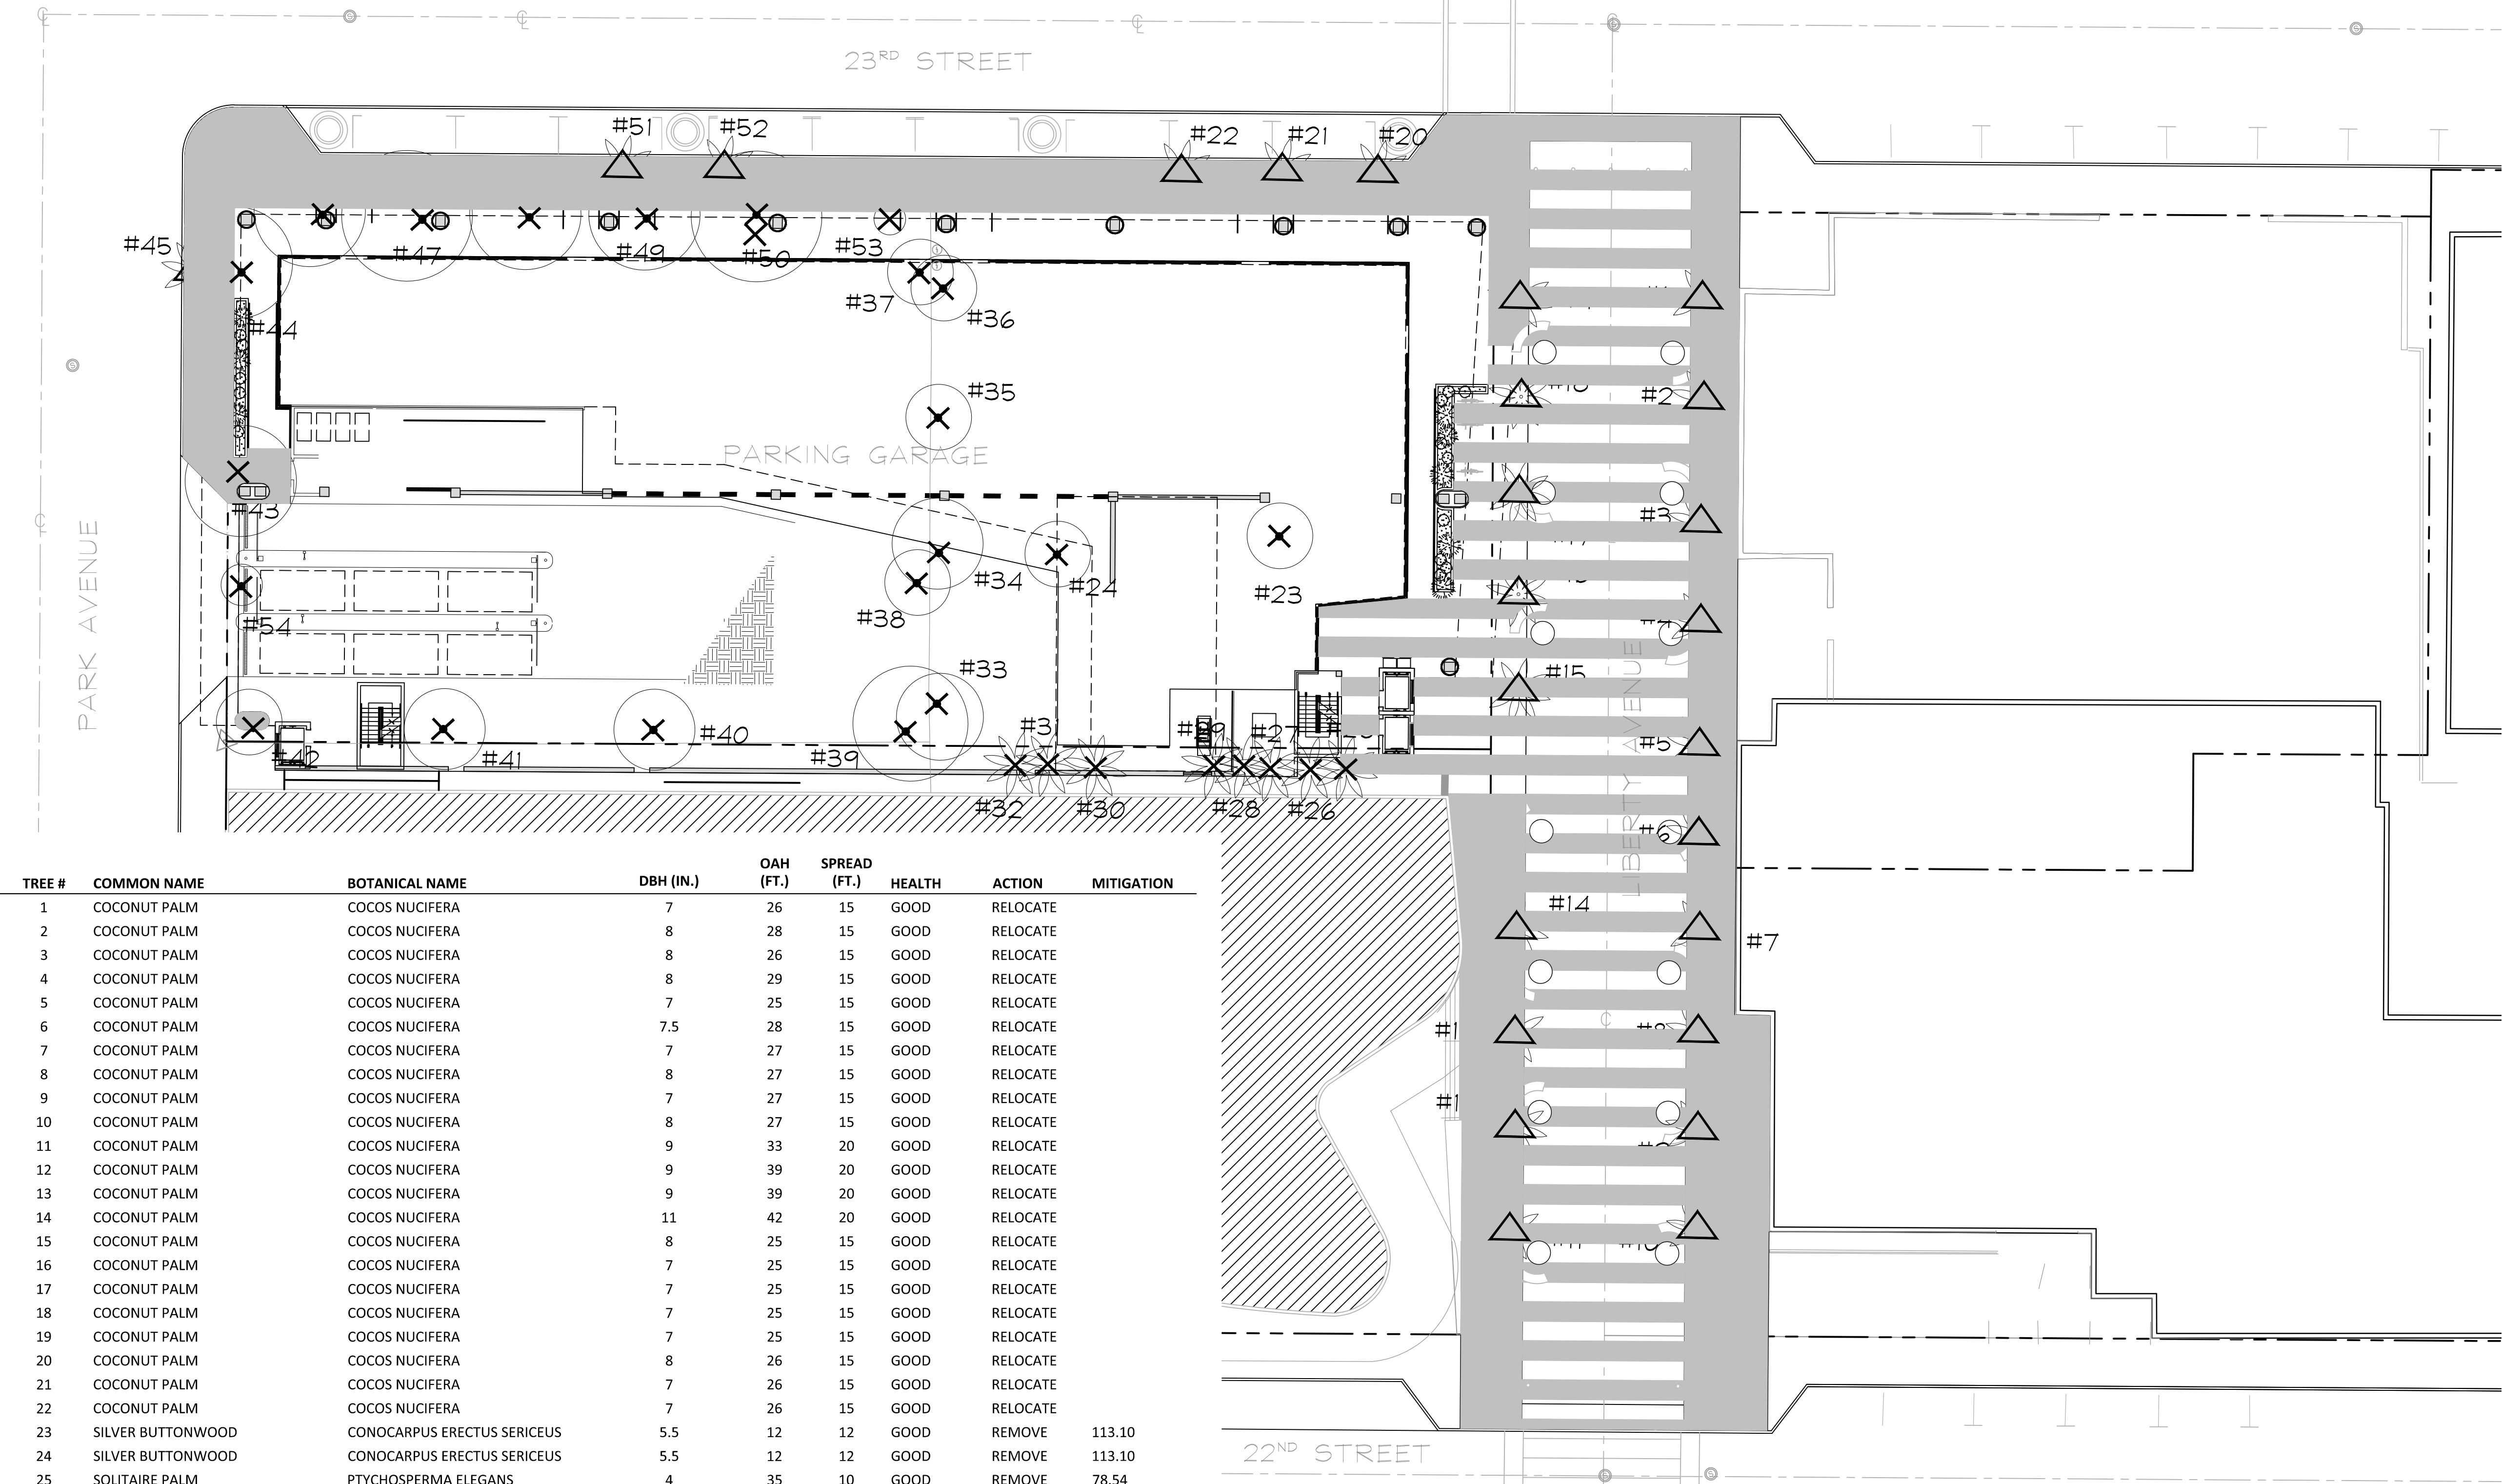 23RD STREET
#51
#52
#22
#21
#20
#45
#47
#49
#50
#53
#37
#36
#44
#35
#2
PARKING GARAGE
#43
#3
PARK AVENUE
#34
#24
#23
#38
#54
#4
#33
#15
LIBERTY AVENUE
#42
#41
#40
#39
#27
#5
#32
#30
#28
#26
#6
#14
#7
22ND STREET
TREE # COMMON NAME BOTANICAL NAME DBH (IN.) OAH (FT.) SPREAD (FT.) HEALTH ACTION MITIGATION
1 COCONUT PALM COCOS NUCIFERA 7 26 15 GOOD RELOCATE
2 COCONUT PALM COCOS NUCIFERA 8 28 15 GOOD RELOCATE
3 COCONUT PALM COCOS NUCIFERA 8 26 15 GOOD RELOCATE
4 COCONUT PALM COCOS NUCIFERA 8 29 15 GOOD RELOCATE
5 COCONUT PALM COCOS NUCIFERA 7 25 15 GOOD RELOCATE
6 COCONUT PALM COCOS NUCIFERA 7.5 28 15 GOOD RELOCATE
7 COCONUT PALM COCOS NUCIFERA 7 27 15 GOOD RELOCATE
8 COCONUT PALM COCOS NUCIFERA 8 27 15 GOOD RELOCATE
9 COCONUT PALM COCOS NUCIFERA 7 27 15 GOOD RELOCATE
10 COCONUT PALM COCOS NUCIFERA 8 27 15 GOOD RELOCATE
11 COCONUT PALM COCOS NUCIFERA 9 33 20 GOOD RELOCATE
12 COCONUT PALM COCOS NUCIFERA 9 39 20 GOOD RELOCATE
13 COCONUT PALM COCOS NUCIFERA 9 39 20 GOOD RELOCATE
14 COCONUT PALM COCOS NUCIFERA 11 42 20 GOOD RELOCATE
15 COCONUT PALM COCOS NUCIFERA 8 25 15 GOOD RELOCATE
16 COCONUT PALM COCOS NUCIFERA 7 25 15 GOOD RELOCATE
17 COCONUT PALM COCOS NUCIFERA 7 25 15 GOOD RELOCATE
18 COCONUT PALM COCOS NUCIFERA 7 25 15 GOOD RELOCATE
19 COCONUT PALM COCOS NUCIFERA 7 25 15 GOOD RELOCATE
20 COCONUT PALM COCOS NUCIFERA 8 26 15 GOOD RELOCATE
21 COCONUT PALM COCOS NUCIFERA 7 26 15 GOOD RELOCATE
22 COCONUT PALM COCOS NUCIFERA 7 26 15 GOOD RELOCATE
23 SILVER BUTTONWOOD CONOCARPUS ERECTUS SERICEUS 5.5 12 12 GOOD REMOVE 113.10
24 SILVER BUTTONWOOD CONOCARPUS ERECTUS SERICEUS 5.5 12 12 GOOD REMOVE 113.10
25 SOLITAIRE PALM PTYCHOSPERMA ELEGANS 4 35 10 GOOD REMOVE 78.54